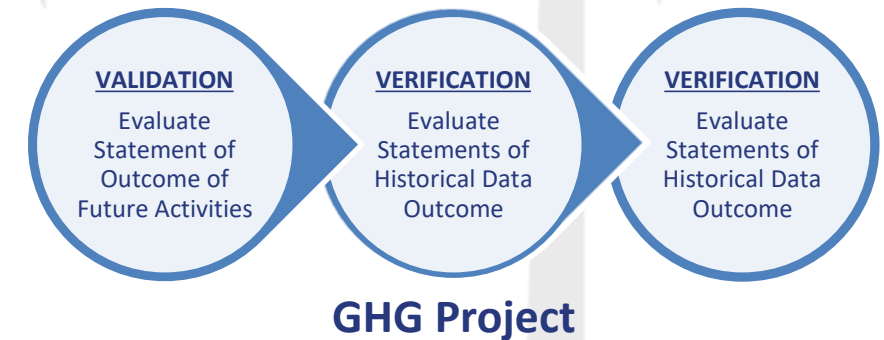 VALIDATION
Evaluate
Statement of
Outcome of
Future Activities
VERIFICATION
Evaluate
Statements of
Historical Data
Outcome
VERIFICATION
Evaluate
Statements of
Historical Data
Outcome
GHG Project